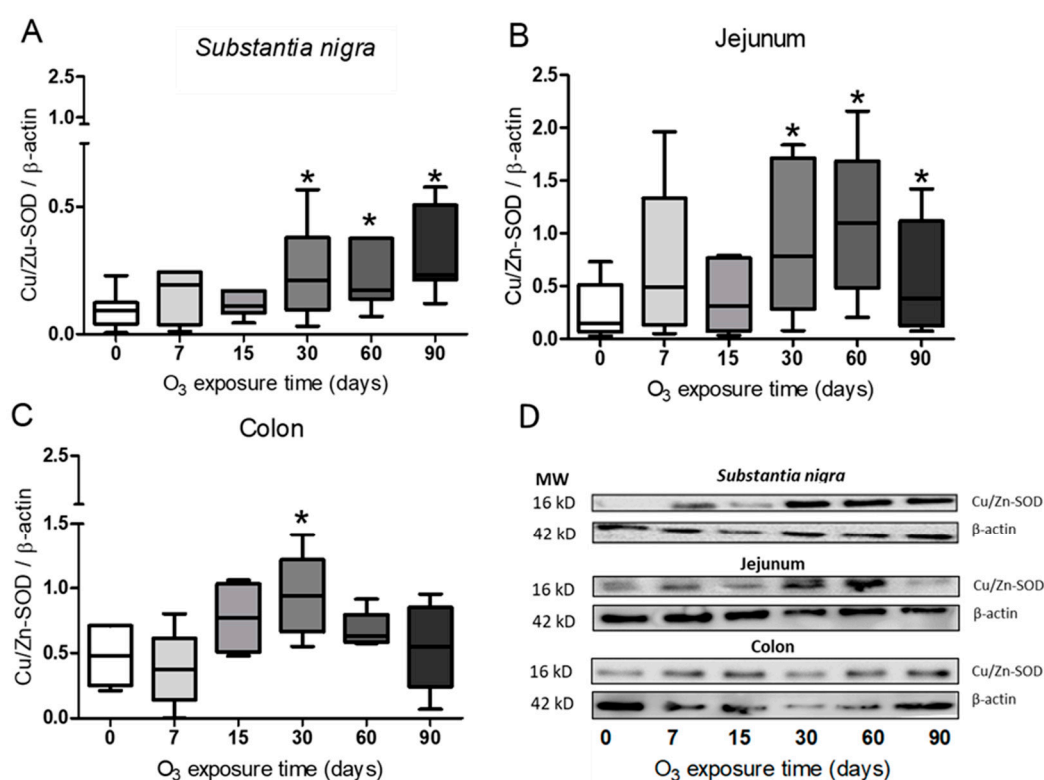 A
Substantia nigra
Cu/Zu-SOD / β-actin
2.5
1.0
0.5
0.0
* * *
0 7 15 30 60 90
O3 exposure time (days)
B
Jejunum
Cu/Zn-SOD / β-actin
2.5
2.0
1.5
1.0
0.5
0.0
* * *
0 7 15 30 60 90
O3 exposure time (days)
C
Colon
Cu/Zn-SOD / β-actin
2.5
1.5
1.0
0.5
0.0
*
0 7 15 30 60 90
O3 exposure time (days)
D
MW
Substantia nigra
16 kD Cu/Zn-SOD
42 kD β-actin
Jejunum
16 kD Cu/Zn-SOD
42 kD β-actin
Colon
16 kD Cu/Zn-SOD
42 kD β-actin
0 7 15 30 60 90
O3 exposure time (days)